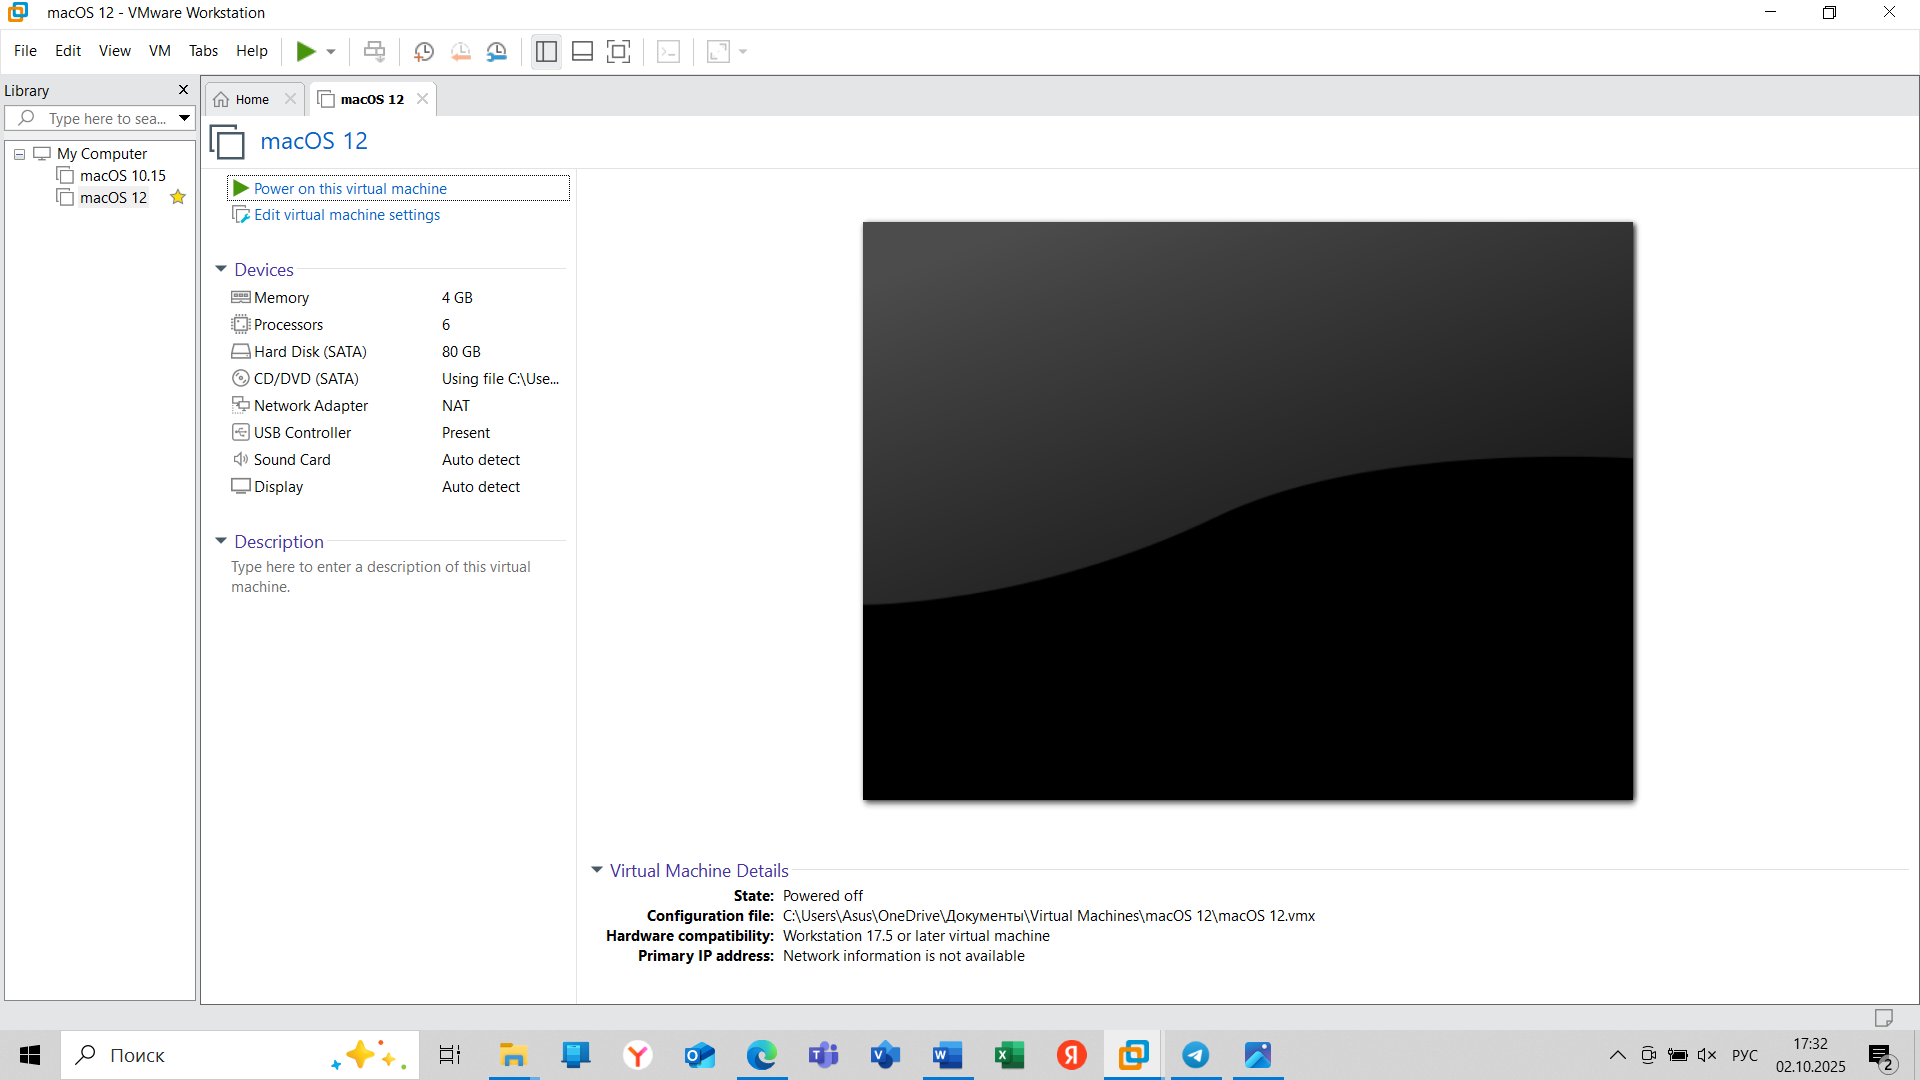 macOS 12 - VMware Workstation
File Edit View VM Tabs Help
Library
Type here to sea...
My Computer
macOS 10.15
macOS 12
Home
macOS 12
macOS 12
Power on this virtual machine
Edit virtual machine settings
Devices
Memory 4 GB
Processors 6
Hard Disk (SATA) 80 GB
CD/DVD (SATA) Using file C:\Use...
Network Adapter NAT
USB Controller Present
Sound Card Auto detect
Display Auto detect
Description
Type here to enter a description of this virtual
machine.
Virtual Machine Details
State: Powered off
Configuration file: C:\Users\Asus\OneDrive\Документы\Virtual Machines\macOS 12\macOS 12.vmx
Hardware compatibility: Workstation 17.5 or later virtual machine
Primary IP address: Network information is not available
Поиск
РУС
17:32
02.10.2025
2